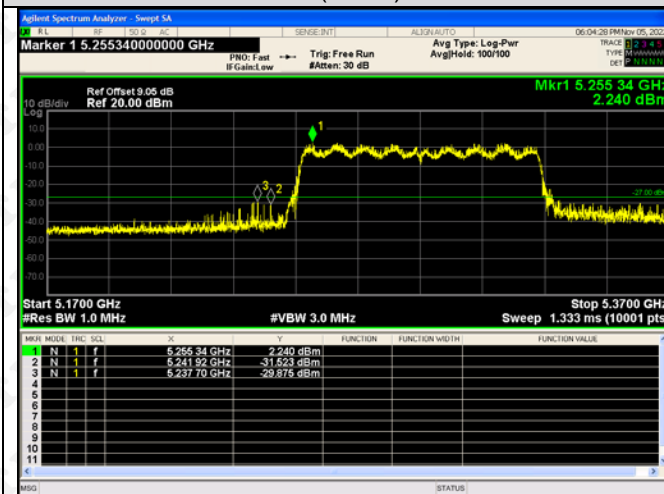 Agilent Spectrum Analyzer - Swept SA
RL RF 50 Ω AC SENSE:INT ALIGN AUTO 06:04:28 PM Nov 05, 202
Marker 1 5.255340000000 GHz Avg Type: Log-Pwr TRACE 1 2 3 4 5
PNO: Fast Trig: Free Run Avg|Hold: 100/100 TYPE M
IFGain:Low #Atten: 30 dB DET P N N N N
Mkr1 5.255 34 GHz
Ref Offset 9.05 dB
10 dB/div Ref 20.00 dBm 2.240 dBm
Log
1
10.0
0.00
-10.0
-20.0
3 2
-27.00 dB
-30.0
-40.0
-50.0
-60.0
-70.0
Start 5.1700 GHz Stop 5.3700 GHz
#Res BW 1.0 MHz #VBW 3.0 MHz Sweep 1.333 ms (10001 pts
MKR MODE TRC SCL X Y FUNCTION FUNCTION WIDTH FUNCTION VALUE
1 N 1 f 5.255 34 GHz 2.240 dBm
2 N 1 f 5.241 92 GHz -31.523 dBm
3 N 1 f 5.237 70 GHz -29.875 dBm
4
5
6
7
8
9
10
11
MSG STATUS